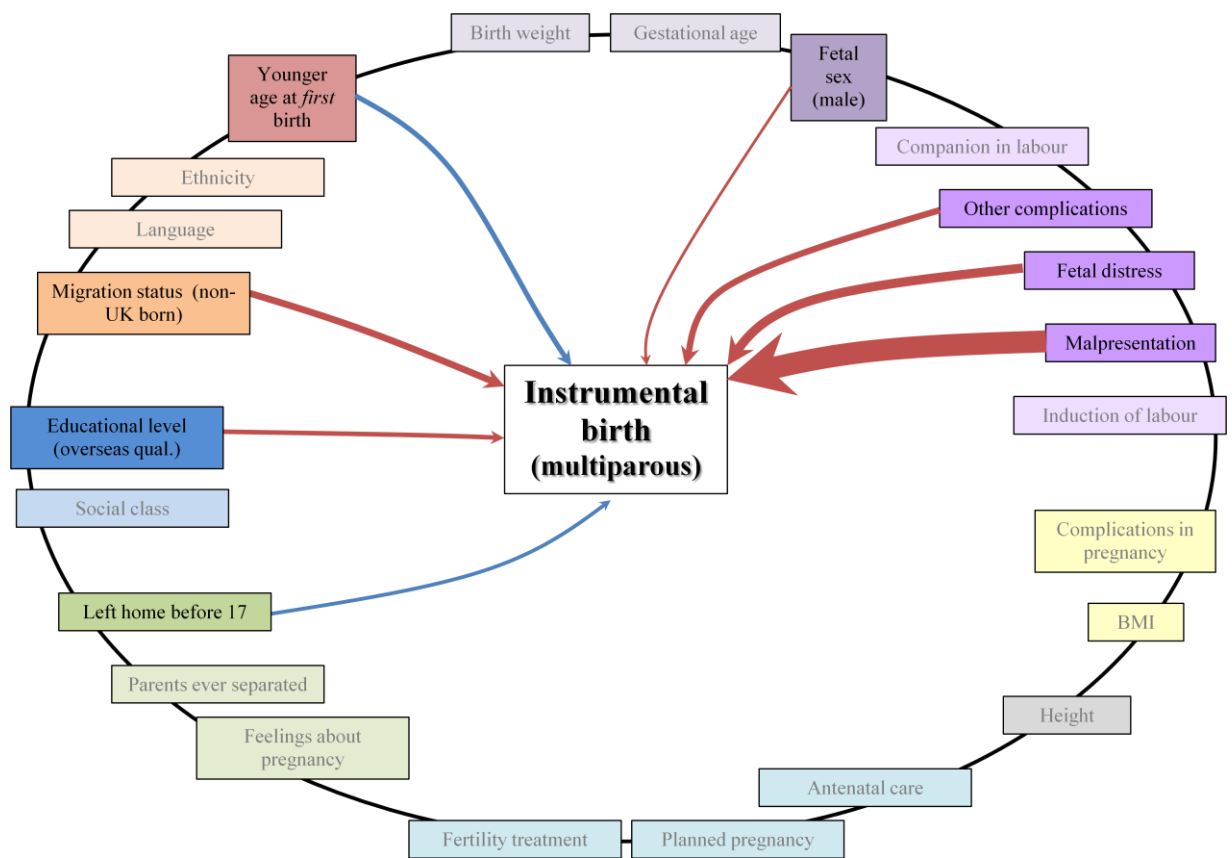 Birth weight
Gestational age
Younger
age at first
birth
Fetal
sex
(male)
Companion in labour
Ethnicity
Other complications
Language
Fetal distress
Migration status (non-
UK born)
Malpresentation
Instrumental
birth
(multiparous)
Induction of labour
Educational level
(overseas qual.)
Social class
Complications in
pregnancy
Left home before 17
BMI
Parents ever separated
Height
Feelings about
pregnancy
Antenatal care
Fertility treatment
Planned pregnancy